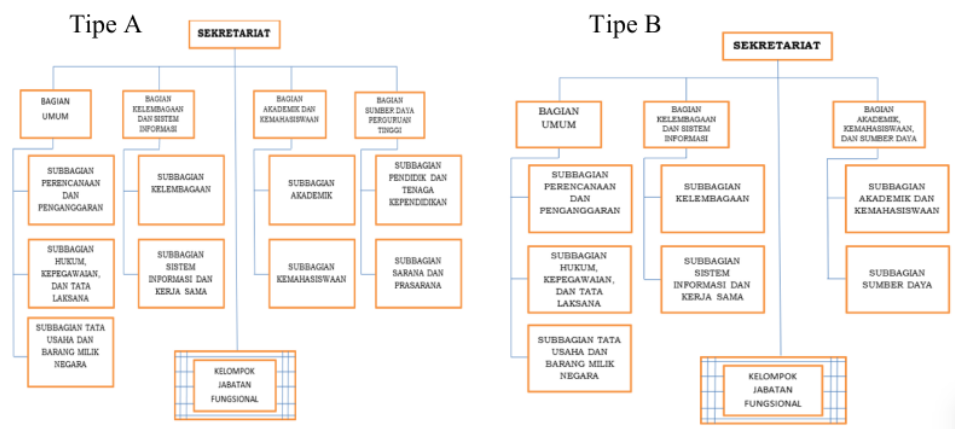 Tipe A
SEKRETARIAT
BAGIAN
UMUM
BAGIAN
KELEMBAGAAN
DAN SISTEM
INFORMASI
BAGIAN
AKADEMIK DAN
KEMAHASISWAAN
BAGIAN
SUMBER DAYA
PERGURUAN
TINGGI
SUBBAGIAN
PERENCANAAN
DAN
PENGANGGARAN
SUBBAGIAN
KELEMBAGAAN
SUBBAGIAN
AKADEMIK
SUBBAGIAN
PENDIDIK DAN
TENAGA
KEPENDIDIKAN
SUBBAGIAN
HUKUM,
KEPEGAWAIAN,
DAN TATA
LAKSANA
SUBBAGIAN
SISTEM
INFORMASI DAN
KERJA SAMA
SUBBAGIAN
KEMAHASISWAAN
SUBBAGIAN
SARANA DAN
PRASARANA
SUBBAGIAN TATA
USAHA DAN
BARANG MILIK
NEGARA
KELOMPOK
JABATAN
FUNGSIONAL
Tipe B
SEKRETARIAT
BAGIAN
UMUM
BAGIAN
KELEMBAGAAN
DAN SISTEM
INFORMASI
BAGIAN
AKADEMIK,
KEMAHASISWAAN,
DAN SUMBER DAYA
SUBBAGIAN
PERENCANAAN
DAN
PENGANGGARAN
SUBBAGIAN
KELEMBAGAAN
SUBBAGIAN
AKADEMIK DAN
KEMAHASISWAAN
SUBBAGIAN
HUKUM,
KEPEGAWAIAN,
DAN TATA
LAKSANA
SUBBAGIAN
SISTEM
INFORMASI DAN
KERJA SAMA
SUBBAGIAN
SUMBER DAYA
SUBBAGIAN TATA
USAHA DAN
BARANG MILIK
NEGARA
KELOMPOK
JABATAN
FUNGSIONAL